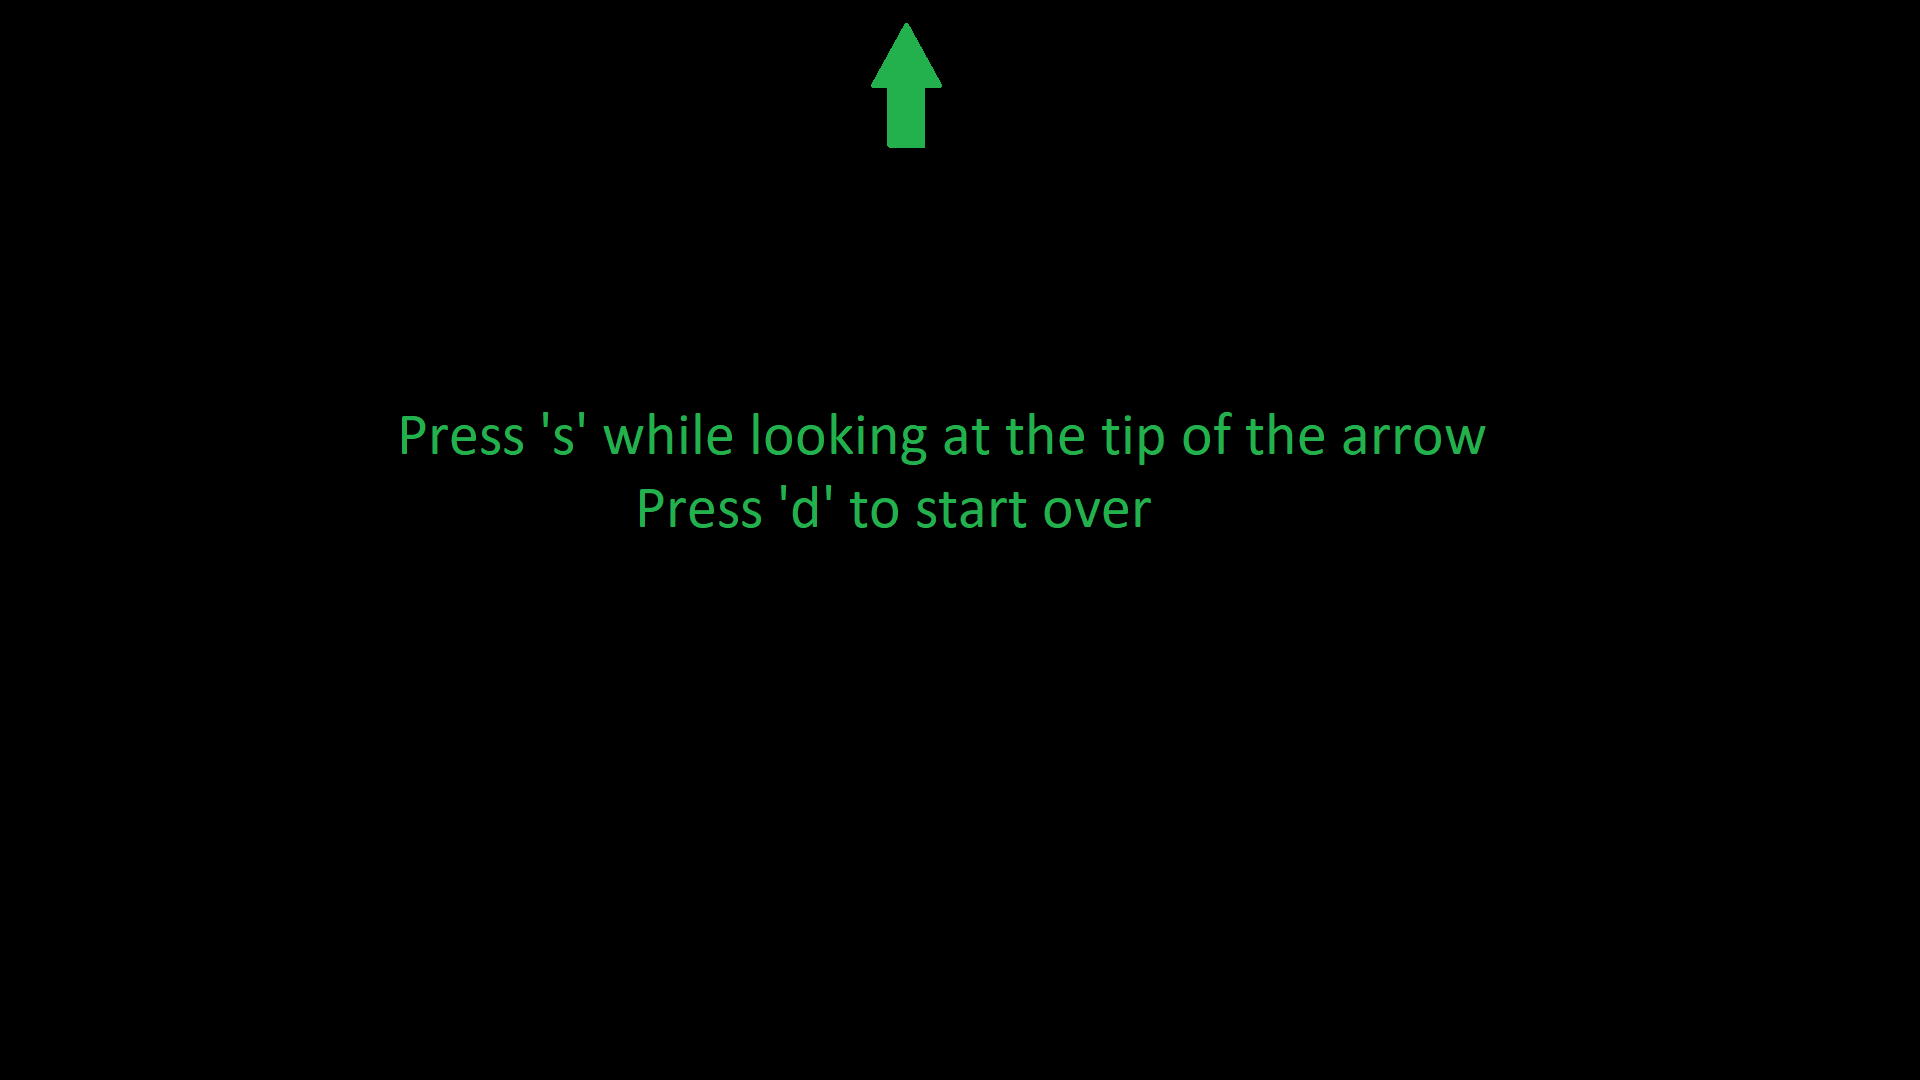 Press 's' while looking at the tip of the arrow
Press 'd' to start over